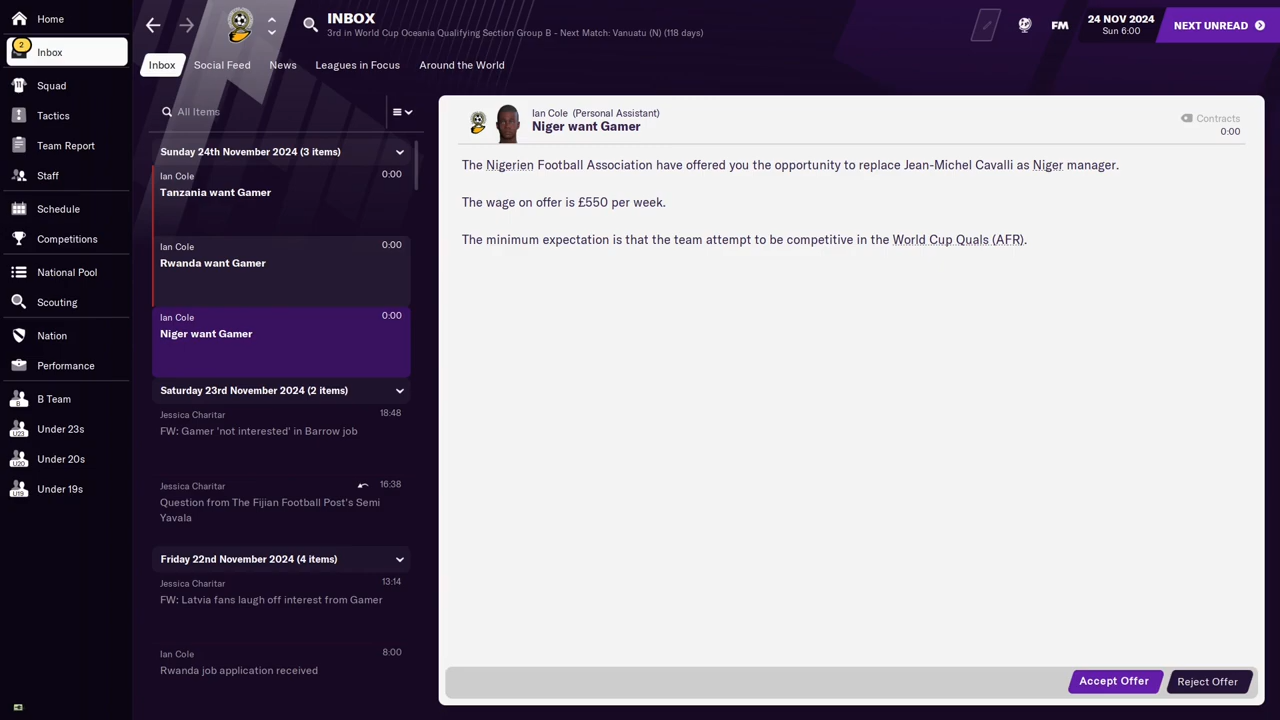 Home
2
Inbox
Squad
Tactics
Team Report
Staff
Schedule
Competitions
National Pool
Scouting
Nation
Performance
B Team
Under 23s
Under 20s
Under 19s
INBOX
3rd in World Cup Oceania Qualifying Section Group B - Next Match: Vanuatu (N) (118 days)
FM
24 NOV 2024
Sun 6:00
NEXT UNREAD
Inbox
Social Feed
News
Leagues in Focus
Around the World
All Items
Sunday 24th November 2024 (3 items)
Ian Cole 0:00
Tanzania want Gamer
Ian Cole 0:00
Rwanda want Gamer
Ian Cole 0:00
Niger want Gamer
Saturday 23rd November 2024 (2 items)
Jessica Charitar 18:48
FW: Gamer 'not interested' in Barrow job
Jessica Charitar 16:38
Question from The Fijian Football Post's Semi
Yavala
Friday 22nd November 2024 (4 items)
Jessica Charitar 13:14
FW: Latvia fans laugh off interest from Gamer
Ian Cole 8:00
Rwanda job application received
Ian Cole (Personal Assistant)
Niger want Gamer
Contracts
0:00
The Nigerien Football Association have offered you the opportunity to replace Jean-Michel Cavalli as Niger manager.
The wage on offer is £550 per week.
The minimum expectation is that the team attempt to be competitive in the World Cup Quals (AFR).
Accept Offer
Reject Offer